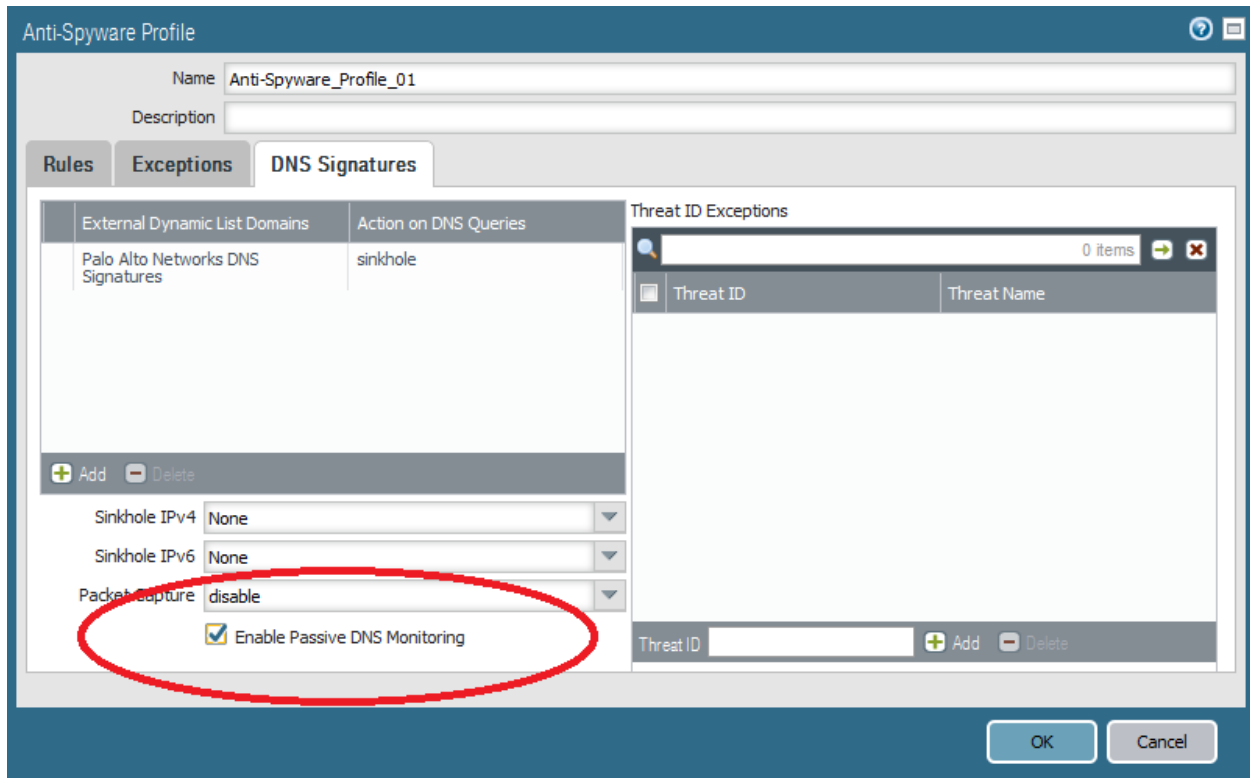 Anti-Spyware Profile
Name Anti-Spyware_Profile_01
Description
Rules Exceptions DNS Signatures
External Dynamic List Domains Action on DNS Queries
Palo Alto Networks DNS sinkhole
Signatures
Add Delete
Sinkhole IPv4 None
Sinkhole IPv6 None
Packet Capture disable
Enable Passive DNS Monitoring
Threat ID Exceptions
0 items
Threat ID Threat Name
Threat ID Add Delete
OK Cancel